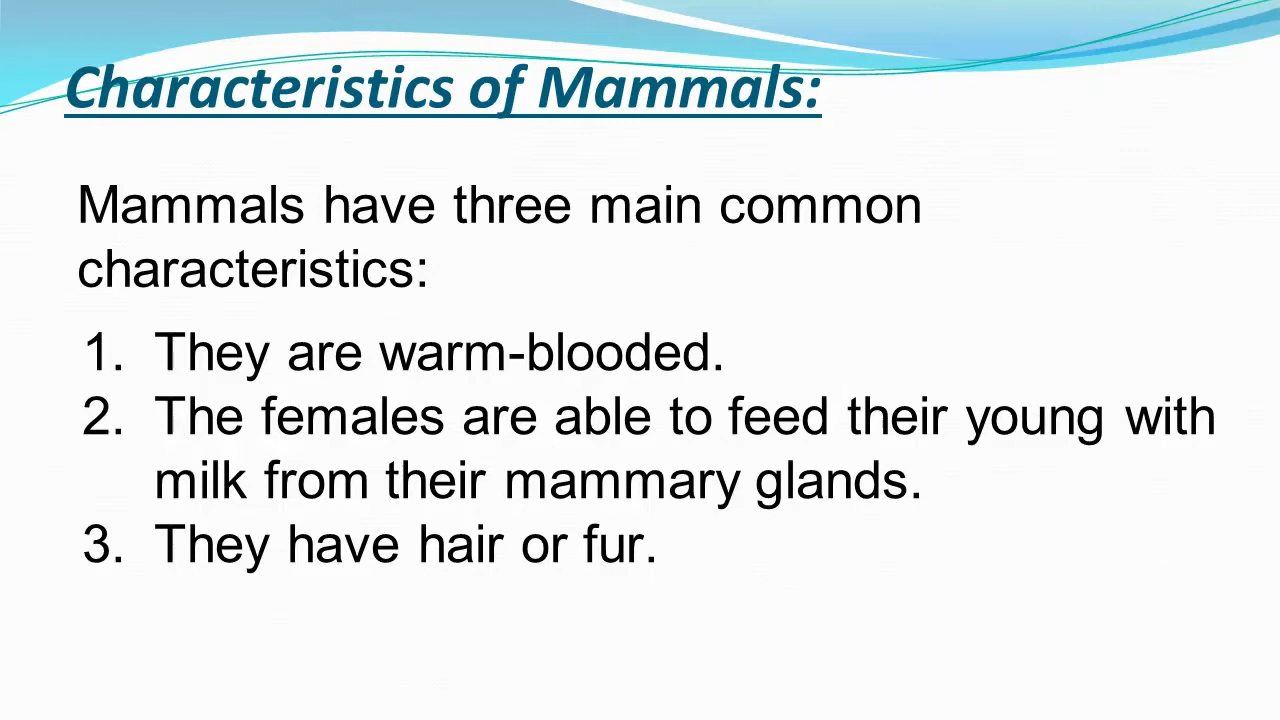 Characteristics of Mammals:
Mammals have three main common
characteristics:
1. They are warm-blooded.
2. The females are able to feed their young with
milk from their mammary glands.
3. They have hair or fur.